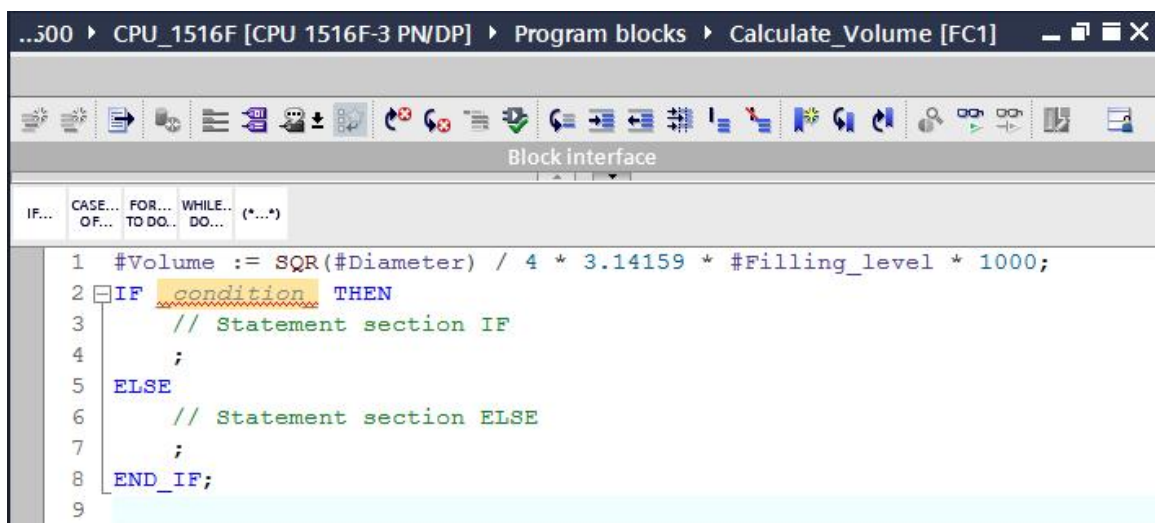 ...500 ▸ CPU_1516F [CPU 1516F-3 PN/DP] ▸ Program blocks ▸ Calculate_Volume [FC1]
Block interface
IF... CASE... OF... FOR... TO DO.. WHILE.. DO... (*...*)
1 #Volume := SQR(#Diameter) / 4 * 3.14159 * #Filling_level * 1000;
2 IF _condition_ THEN
3 // Statement section IF
4 ;
5 ELSE
6 // Statement section ELSE
7 ;
8 END_IF;
9